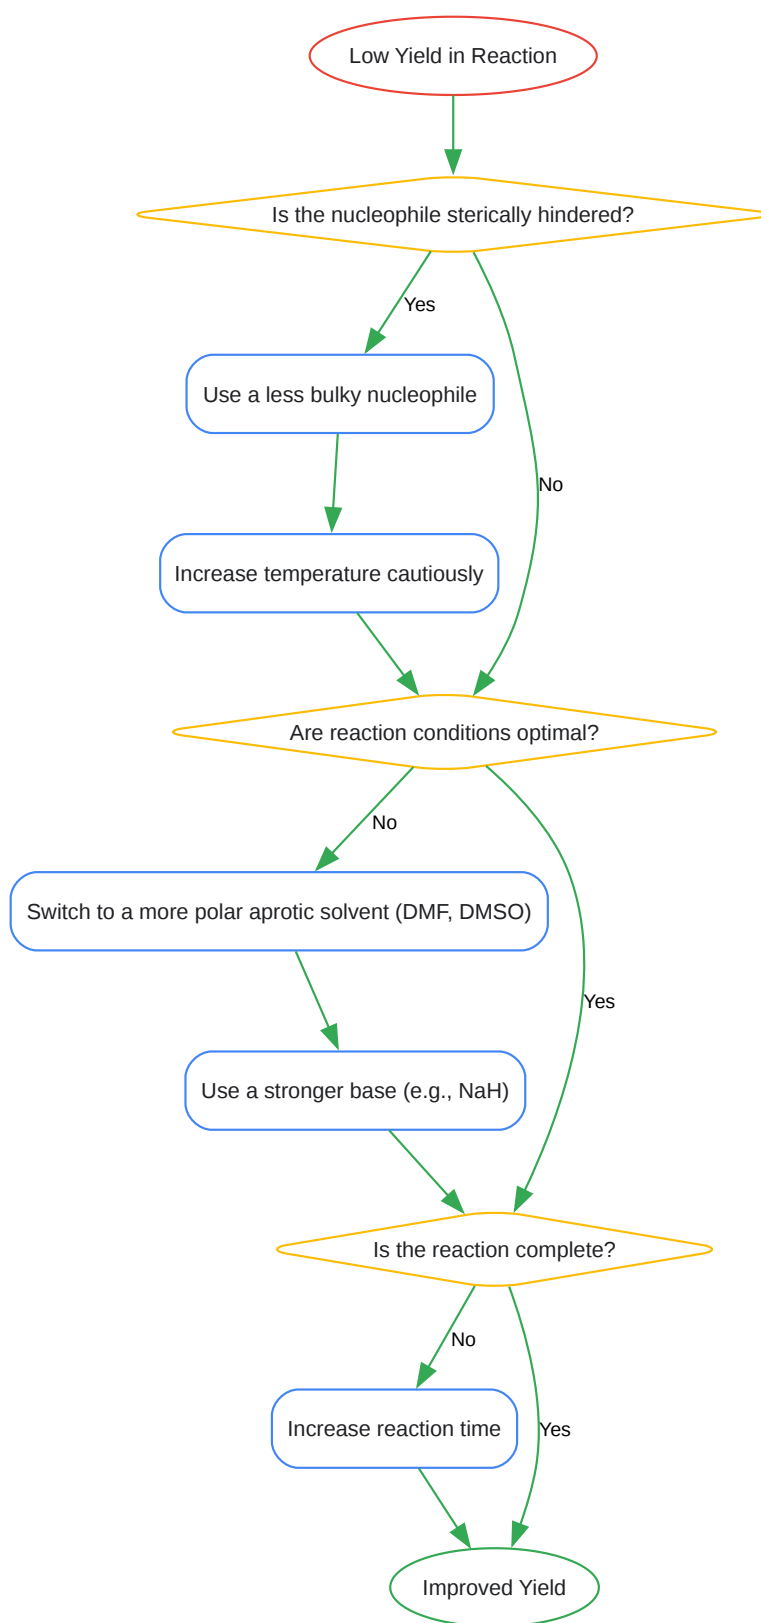 Low Yield in Reaction
Is the nucleophile sterically hindered?
Yes
Use a less bulky nucleophile
No
Increase temperature cautiously
Are reaction conditions optimal?
No
Switch to a more polar aprotic solvent (DMF, DMSO)
Yes
Use a stronger base (e.g., NaH)
Is the reaction complete?
No
Increase reaction time
Yes
Improved Yield